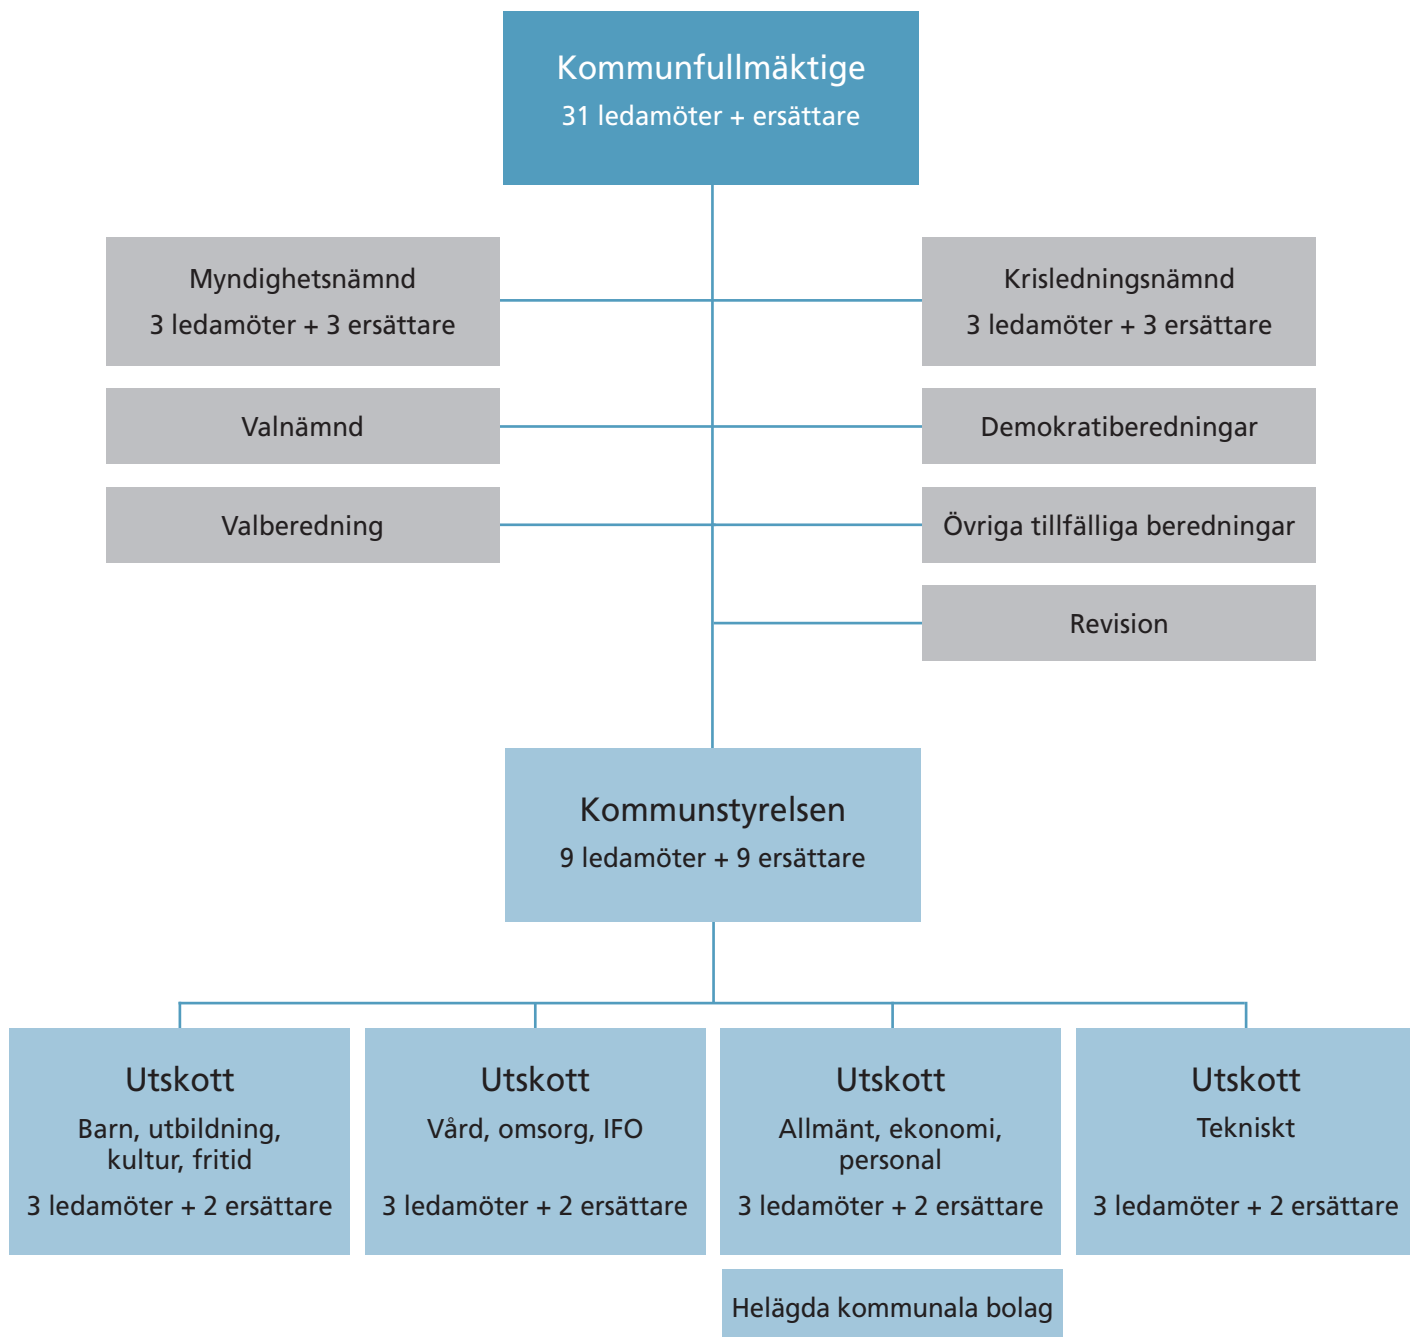 Kommunfullmäktige
31 ledamöter + ersättare
Myndighetsnämnd
3 ledamöter + 3 ersättare
Krisledningsnämnd
3 ledamöter + 3 ersättare
Valnämnd
Demokratiberedningar
Valberedning
Övriga tillfälliga beredningar
Revision
Kommunstyrelsen
9 ledamöter + 9 ersättare
Utskott
Barn, utbildning,
kultur, fritid
3 ledamöter + 2 ersättare
Utskott
Vård, omsorg, IFO
3 ledamöter + 2 ersättare
Utskott
Allmänt, ekonomi,
personal
3 ledamöter + 2 ersättare
Utskott
Tekniskt
3 ledamöter + 2 ersättare
Helägda kommunala bolag